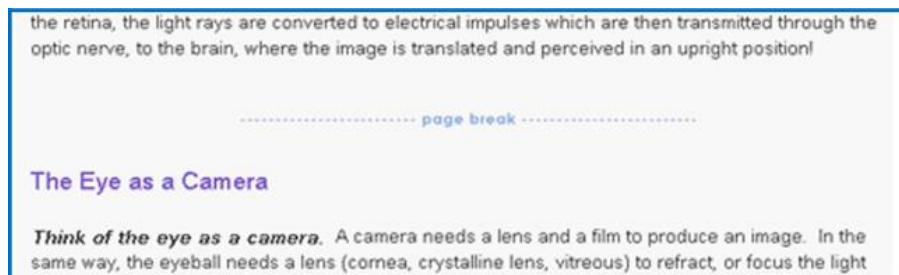 the retina, the light rays are converted to electrical impulses which are then transmitted through the
optic nerve, to the brain, where the image is translated and perceived in an upright position!
page break
The Eye as a Camera
Think of the eye as a camera. A camera needs a lens and a film to produce an image. In the
same way, the eyeball needs a lens (cornea, crystalline lens, vitreous) to refract, or focus the light